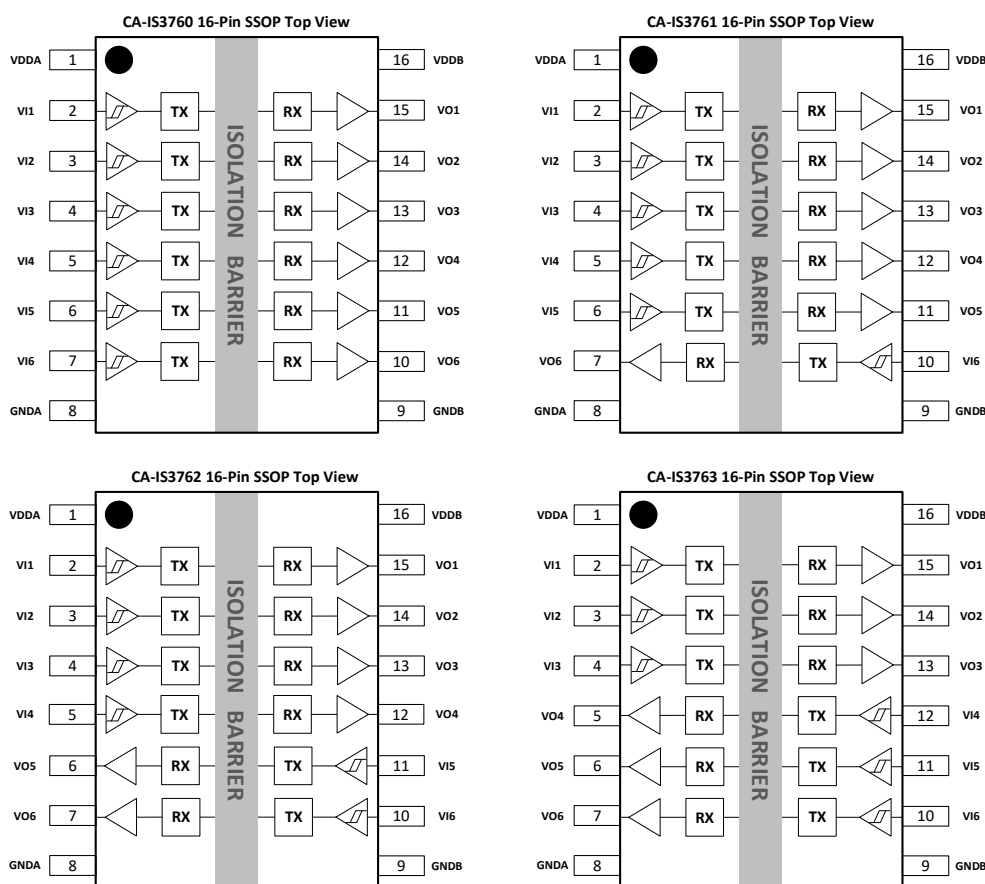 CA-IS3760 16-Pin SSOP Top View
VDDA 1 16 VDDB
VI1 2 TX RX 15 VO1
VI2 3 TX RX 14 VO2
VI3 4 TX RX 13 VO3
VI4 5 TX RX 12 VO4
VI5 6 TX RX 11 VO5
VI6 7 TX RX 10 VO6
GNDA 8 9 GNDB
ISOLATION BARRIER
CA-IS3761 16-Pin SSOP Top View
VDDA 1 16 VDDB
VI1 2 TX RX 15 VO1
VI2 3 TX RX 14 VO2
VI3 4 TX RX 13 VO3
VI4 5 TX RX 12 VO4
VI5 6 TX RX 11 VO5
VO6 7 RX TX 10 VI6
GNDA 8 9 GNDB
ISOLATION BARRIER
CA-IS3762 16-Pin SSOP Top View
VDDA 1 16 VDDB
VI1 2 TX RX 15 VO1
VI2 3 TX RX 14 VO2
VI3 4 TX RX 13 VO3
VI4 5 TX RX 12 VO4
VO5 6 RX TX 11 VI5
VO6 7 RX TX 10 VI6
GNDA 8 9 GNDB
ISOLATION BARRIER
CA-IS3763 16-Pin SSOP Top View
VDDA 1 16 VDDB
VI1 2 TX RX 15 VO1
VI2 3 TX RX 14 VO2
VI3 4 TX RX 13 VO3
VO4 5 RX TX 12 VI4
VO5 6 RX TX 11 VI5
VO6 7 RX TX 10 VI6
GNDA 8 9 GNDB
ISOLATION BARRIER